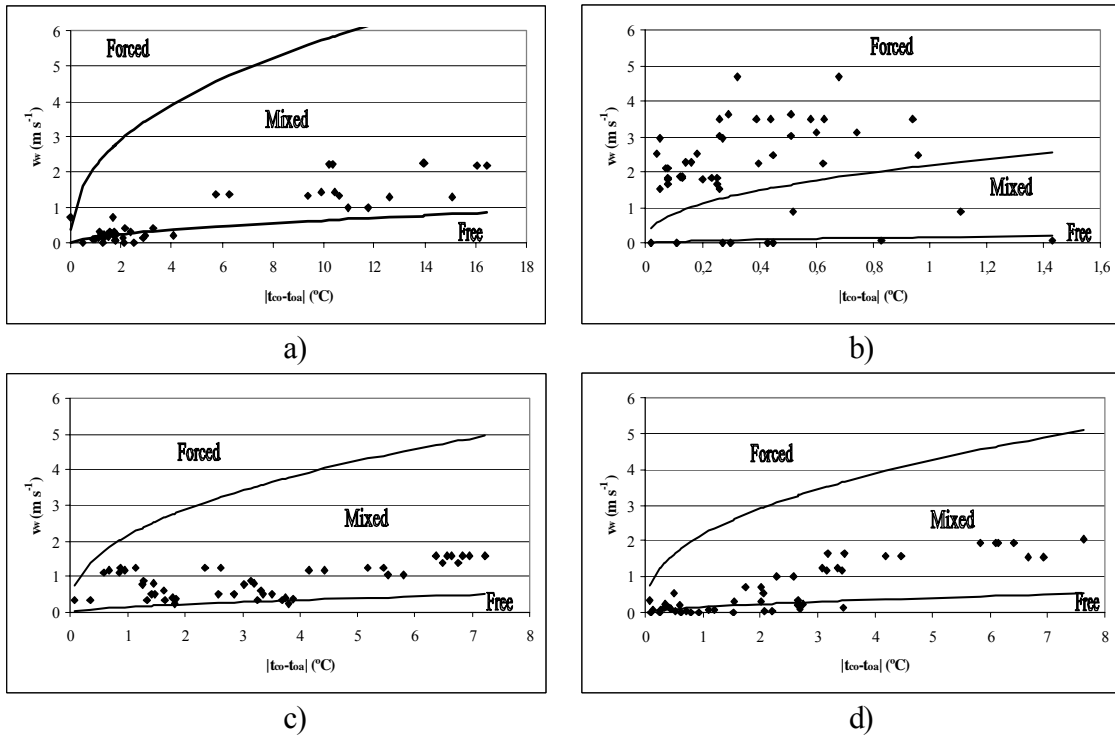 6
5
4
3
2
1
0
vw (m s-1)
Forced
Mixed
Free
0 2 4 6 8 10 12 14 16 18
|tco-toa| (ºC)
a)
6
5
4
3
2
1
0
vw (m s-1)
Forced
Mixed
Free
0 0,2 0,4 0,6 0,8 1 1,2 1,4 1,6
|tco-toa| (ºC)
b)
6
5
4
3
2
1
0
vw (m s-1)
Forced
Mixed
Free
0 1 2 3 4 5 6 7 8
|tco-toa| (ºC)
c)
6
5
4
3
2
1
0
vw (m s-1)
Forced
Mixed
Free
0 1 2 3 4 5 6 7 8
|tco-toa| (ºC)
d)